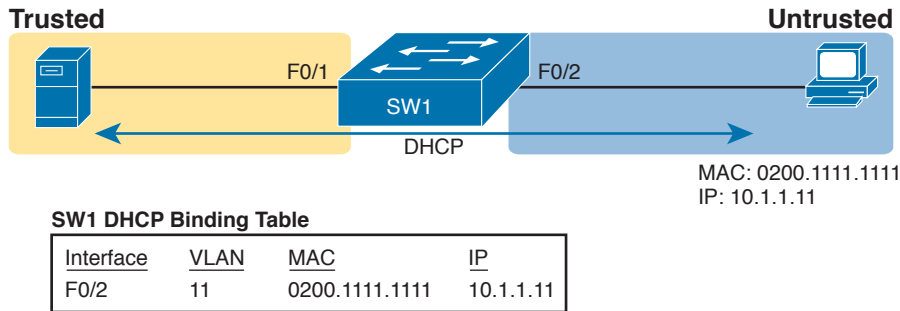 Trusted
Untrusted
F0/1
F0/2
SW1
DHCP
MAC: 0200.1111.1111
IP: 10.1.1.11
SW1 DHCP Binding Table
Interface VLAN MAC IP
F0/2 11 0200.1111.1111 10.1.1.11